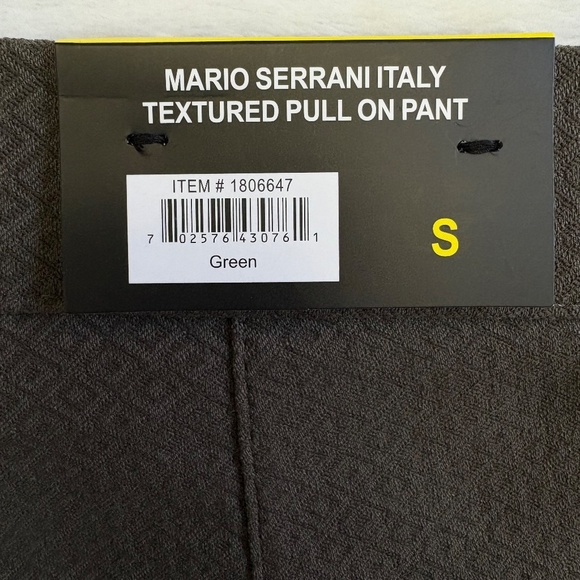 MARIO SERRANI ITALY
TEXTURED PULL ON PANT
ITEM # 1806647
7 02576 43076 1
Green
S